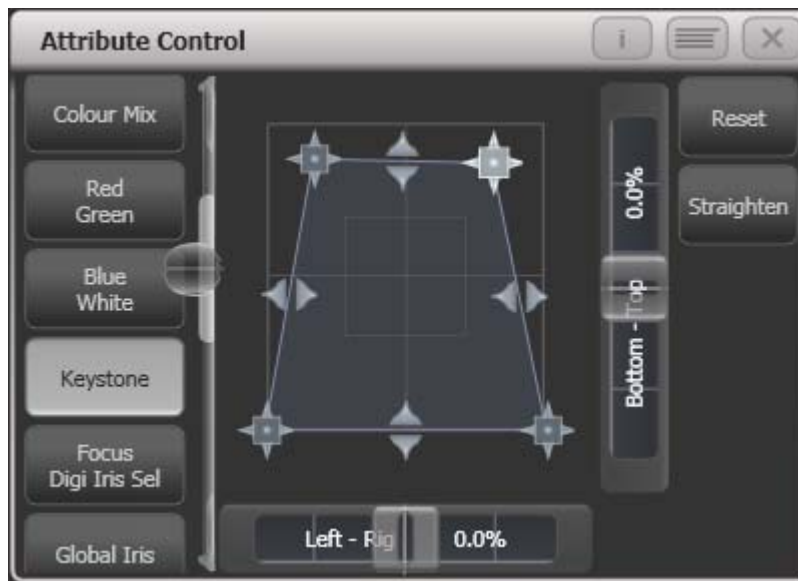 Attribute Control
i
Colour Mix
Red
Green
Blue
White
Keystone
Focus
Digi Iris Sel
Global Iris
Reset
Straighten
0.0%
Bottom - Top
Left - Rig
0.0%